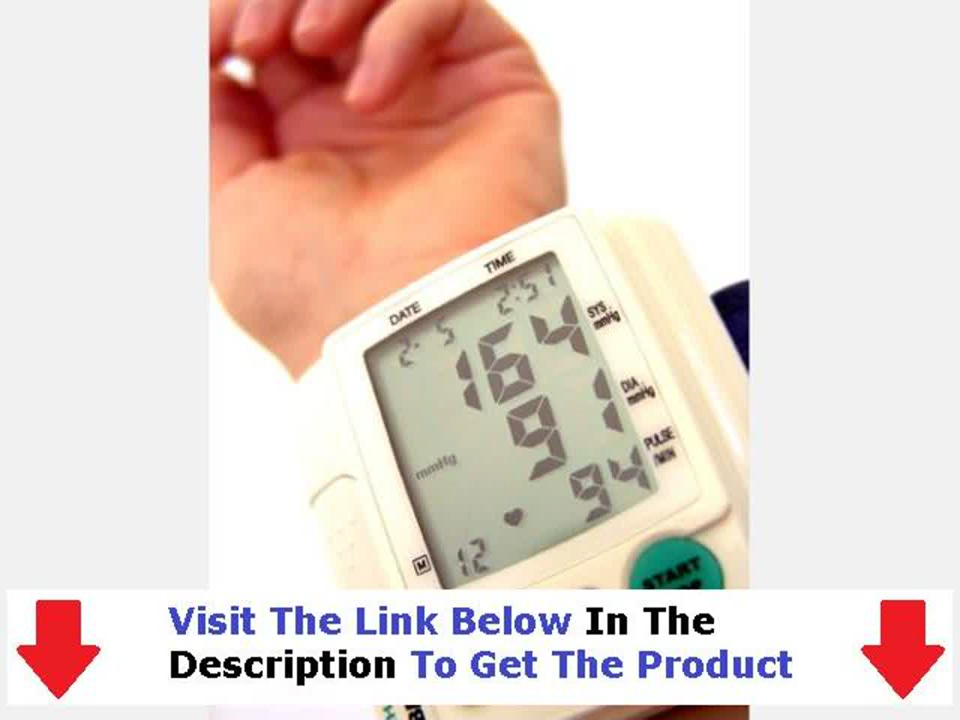 DATE TIME
2· 5 2:51
164 SYS. mmHg
91 DIA. mmHg
mmHg
94 PULSE /MIN
M 12
START
Visit The Link Below In The
Description To Get The Product